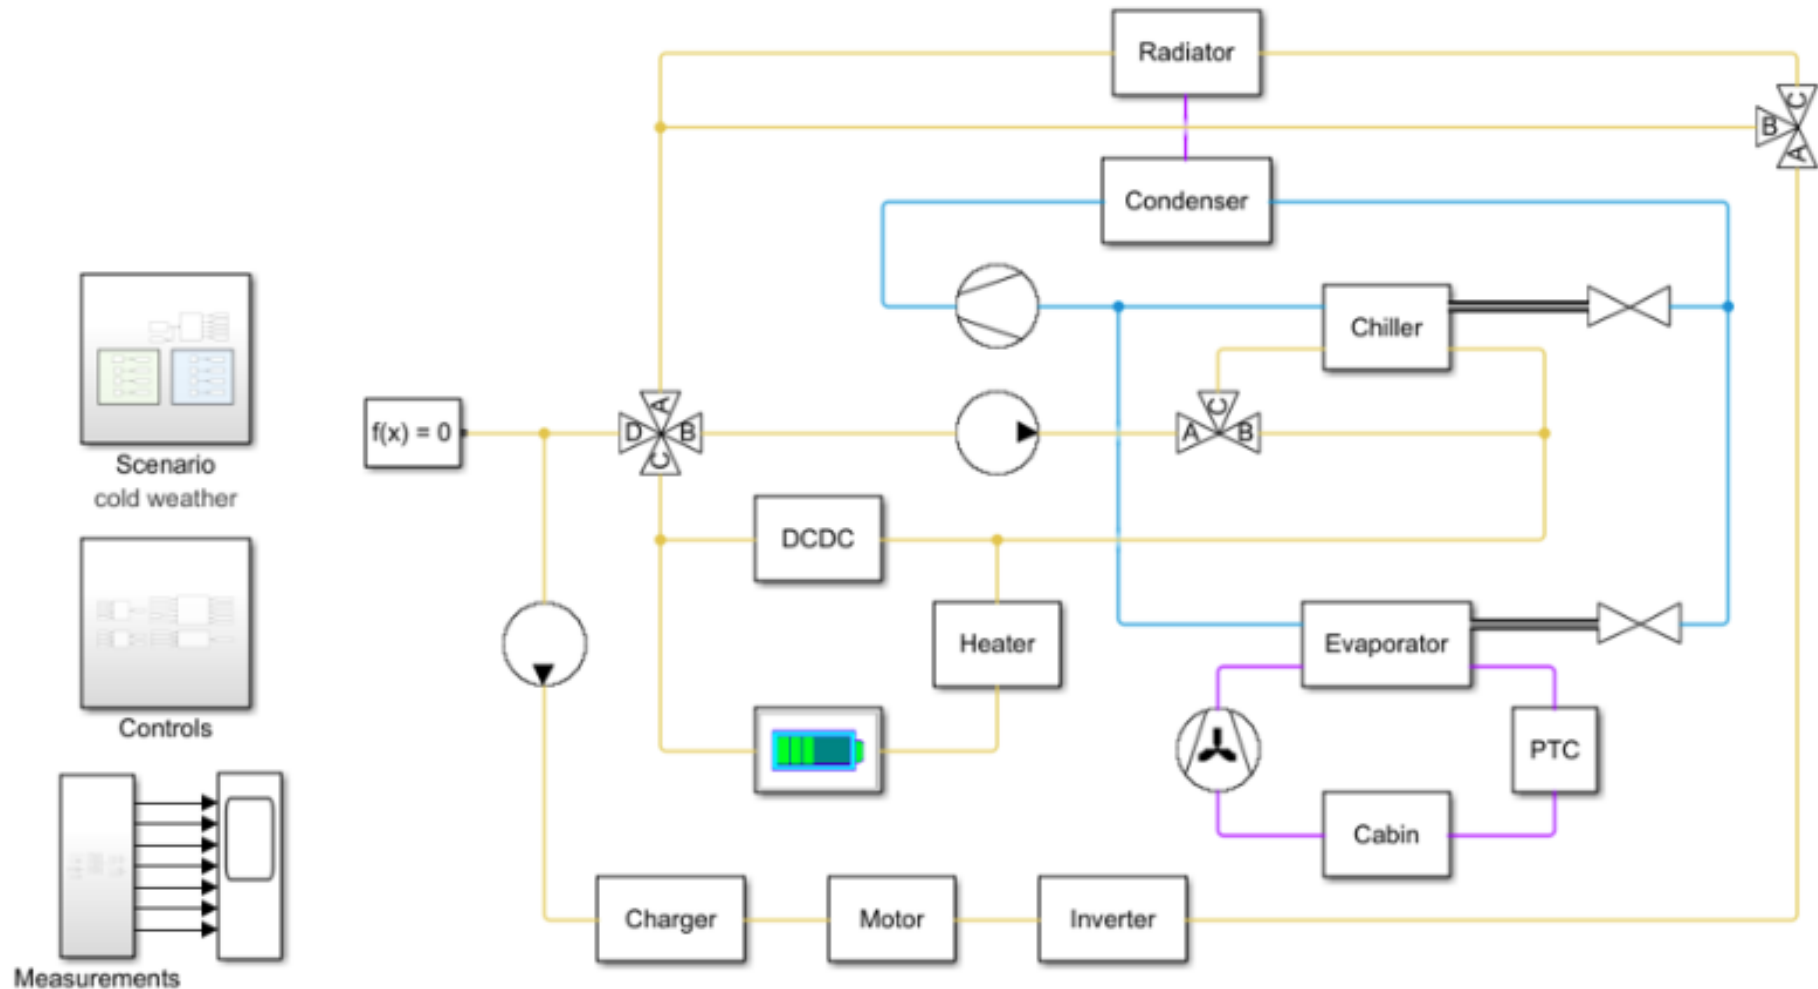 Radiator
C
B
A
Condenser
Chiller
Scenario
cold weather
f(x) = 0
A
D
B
C
C
A
B
DCDC
Heater
Evaporator
Controls
PTC
Cabin
Charger
Motor
Inverter
Measurements